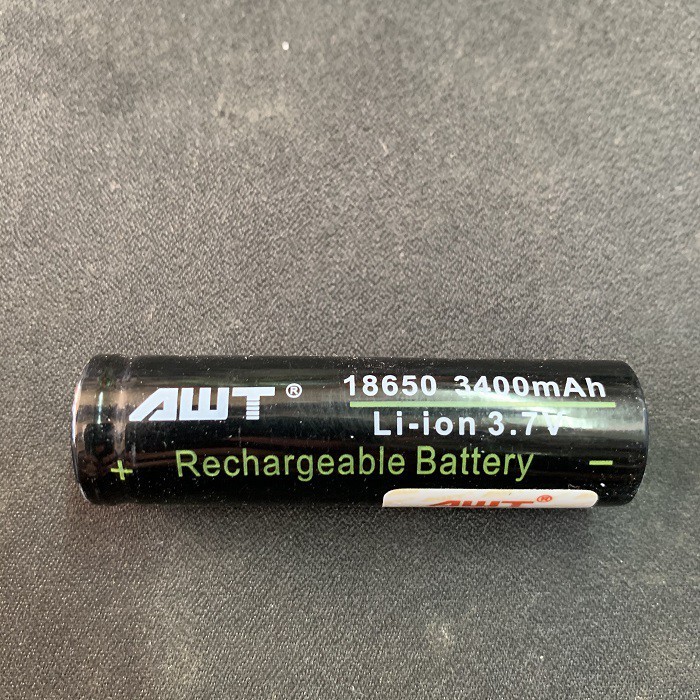 AWT®
18650 3400mAh
Li-ion 3.7V
+ Rechargeable Battery −
AWT®